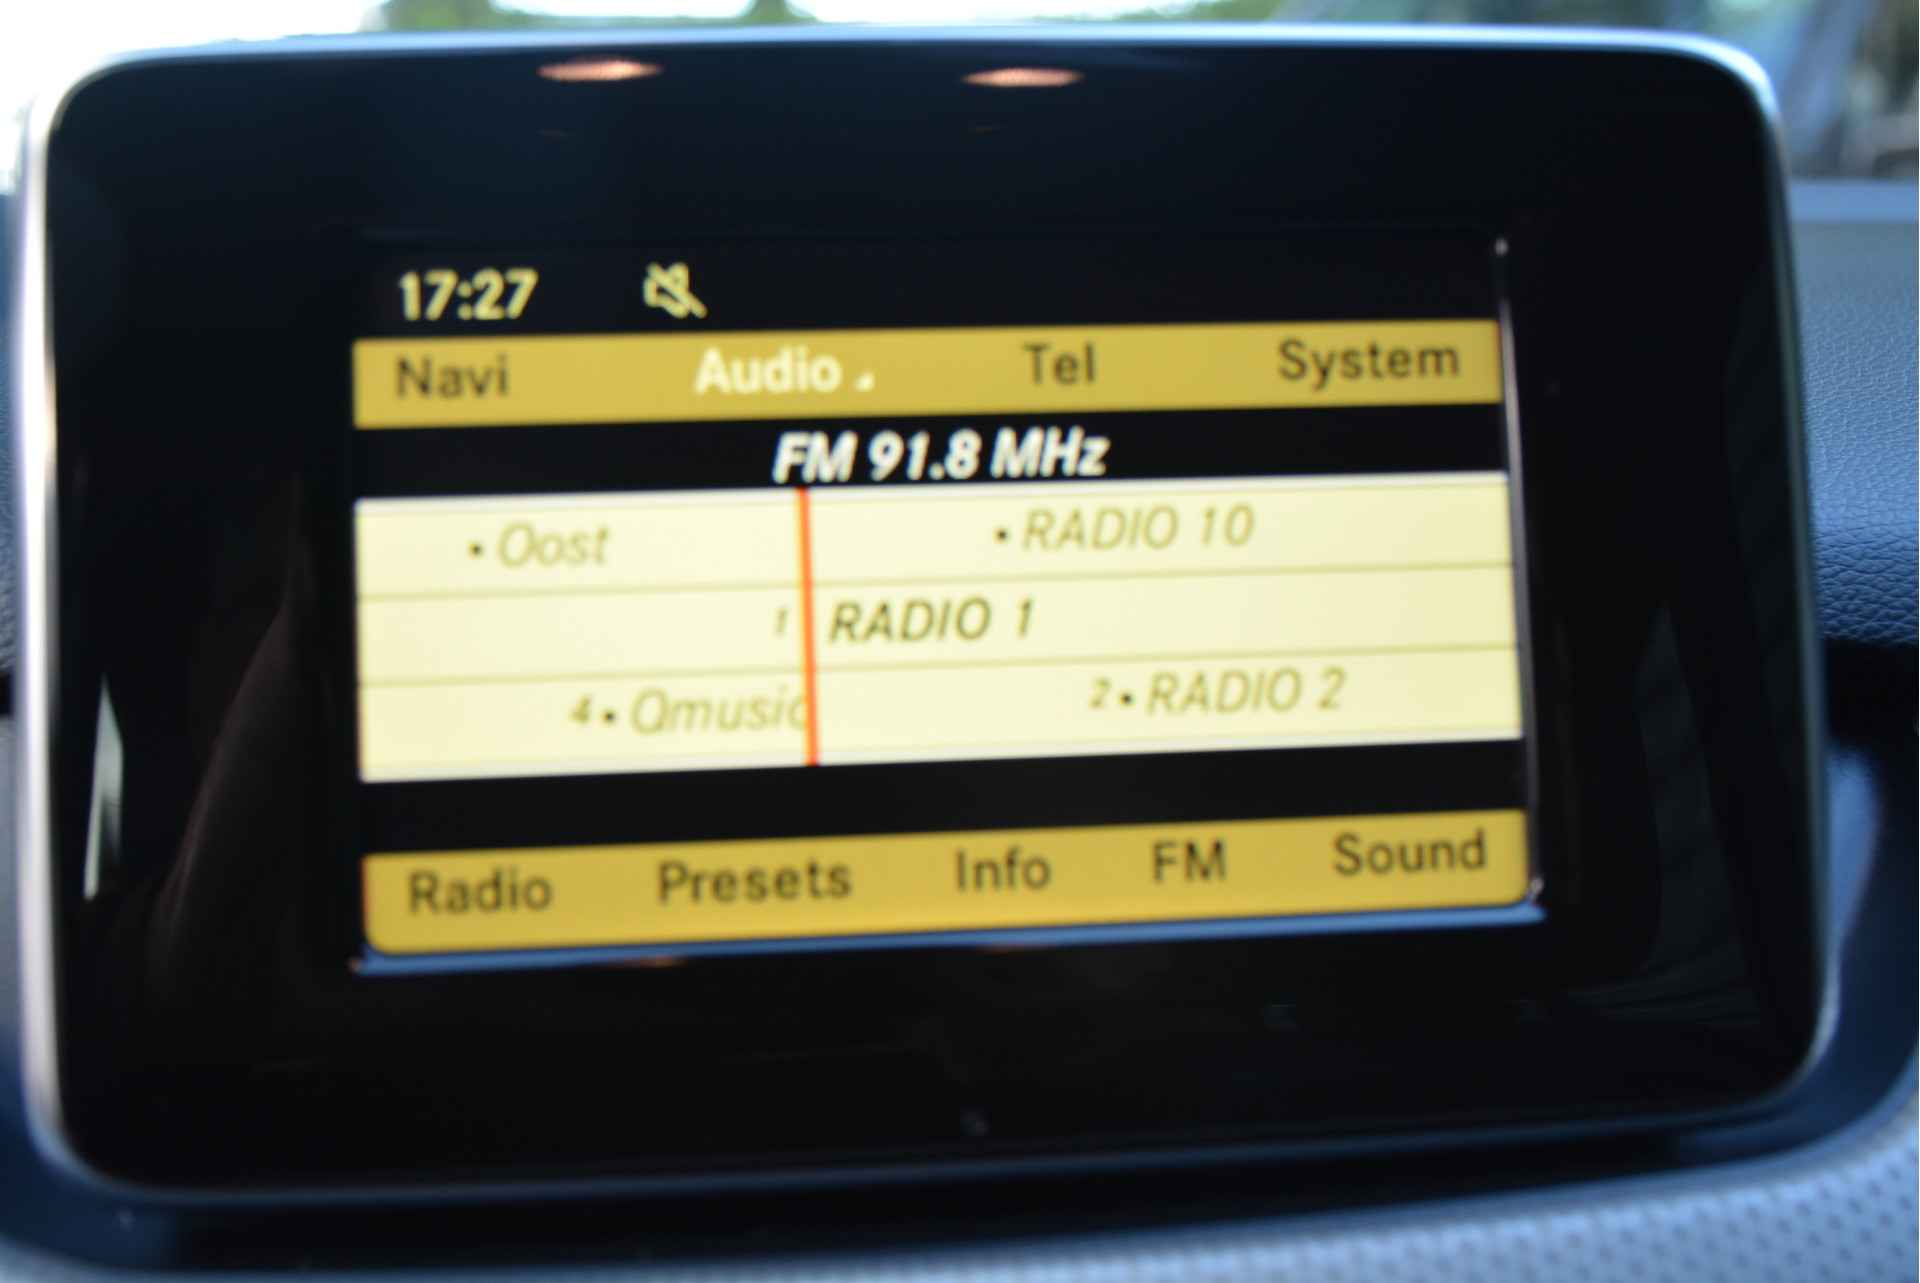 17:27
Navi Audio Tel System
FM 91.8 MHz
• Oost • RADIO 10
1 RADIO 1
4 • Qmusic 2 • RADIO 2
Radio Presets Info FM Sound